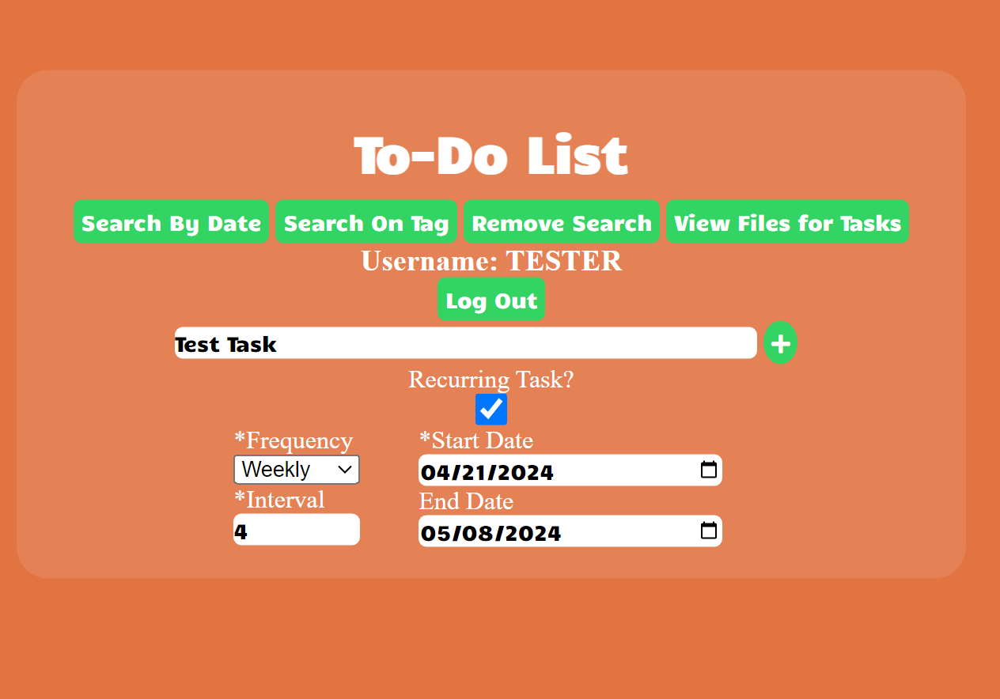 To-Do List
Search By Date Search On Tag Remove Search View Files for Tasks
Username: TESTER
Log Out
Test Task +
Recurring Task?
*Frequency *Start Date
Weekly 04/21/2024
*Interval End Date
4 05/08/2024